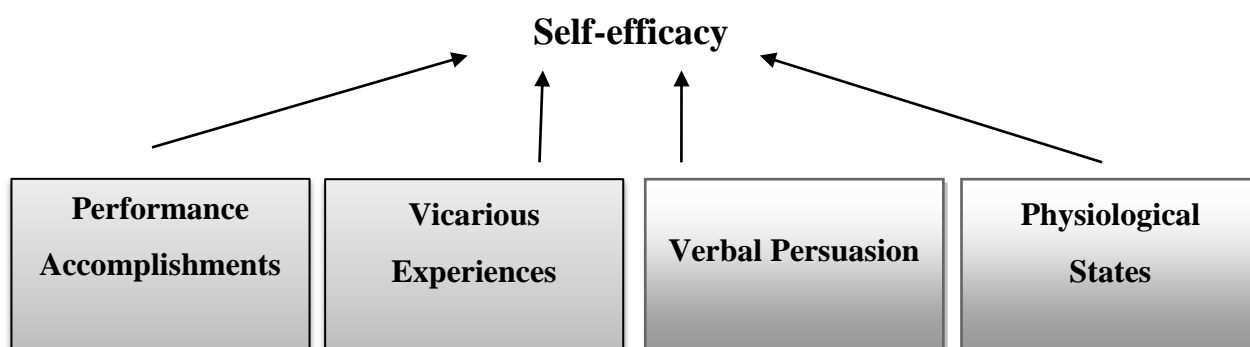 Self-efficacy
Performance
Accomplishments
Vicarious
Experiences
Verbal Persuasion
Physiological
States